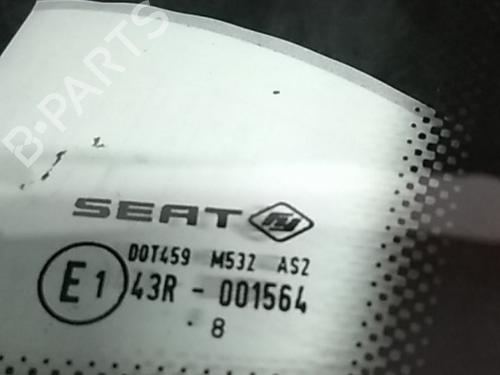 B-PARTS
SEAT
DOT459 M532 AS2
E1 43R - 001564
. 8